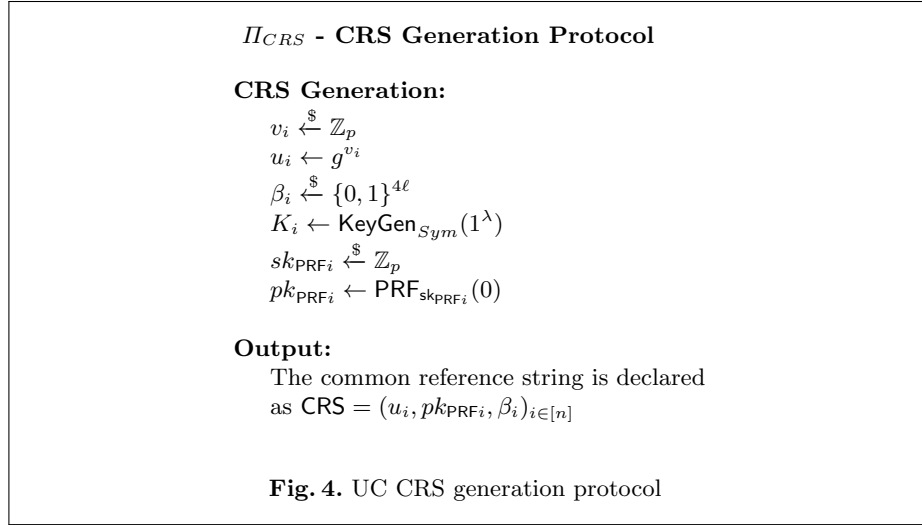 Π_CRS - CRS Generation Protocol
CRS Generation:
v_i ←$ ℤ_p
u_i ← g^{v_i}
β_i ←$ {0, 1}^{4ℓ}
K_i ← KeyGen_{Sym}(1^λ)
sk_{PRFi} ←$ ℤ_p
pk_{PRFi} ← PRF_{sk_{PRFi}}(0)
Output:
The common reference string is declared
as CRS = (u_i, pk_{PRFi}, β_i)_{i∈[n]}
Fig. 4. UC CRS generation protocol